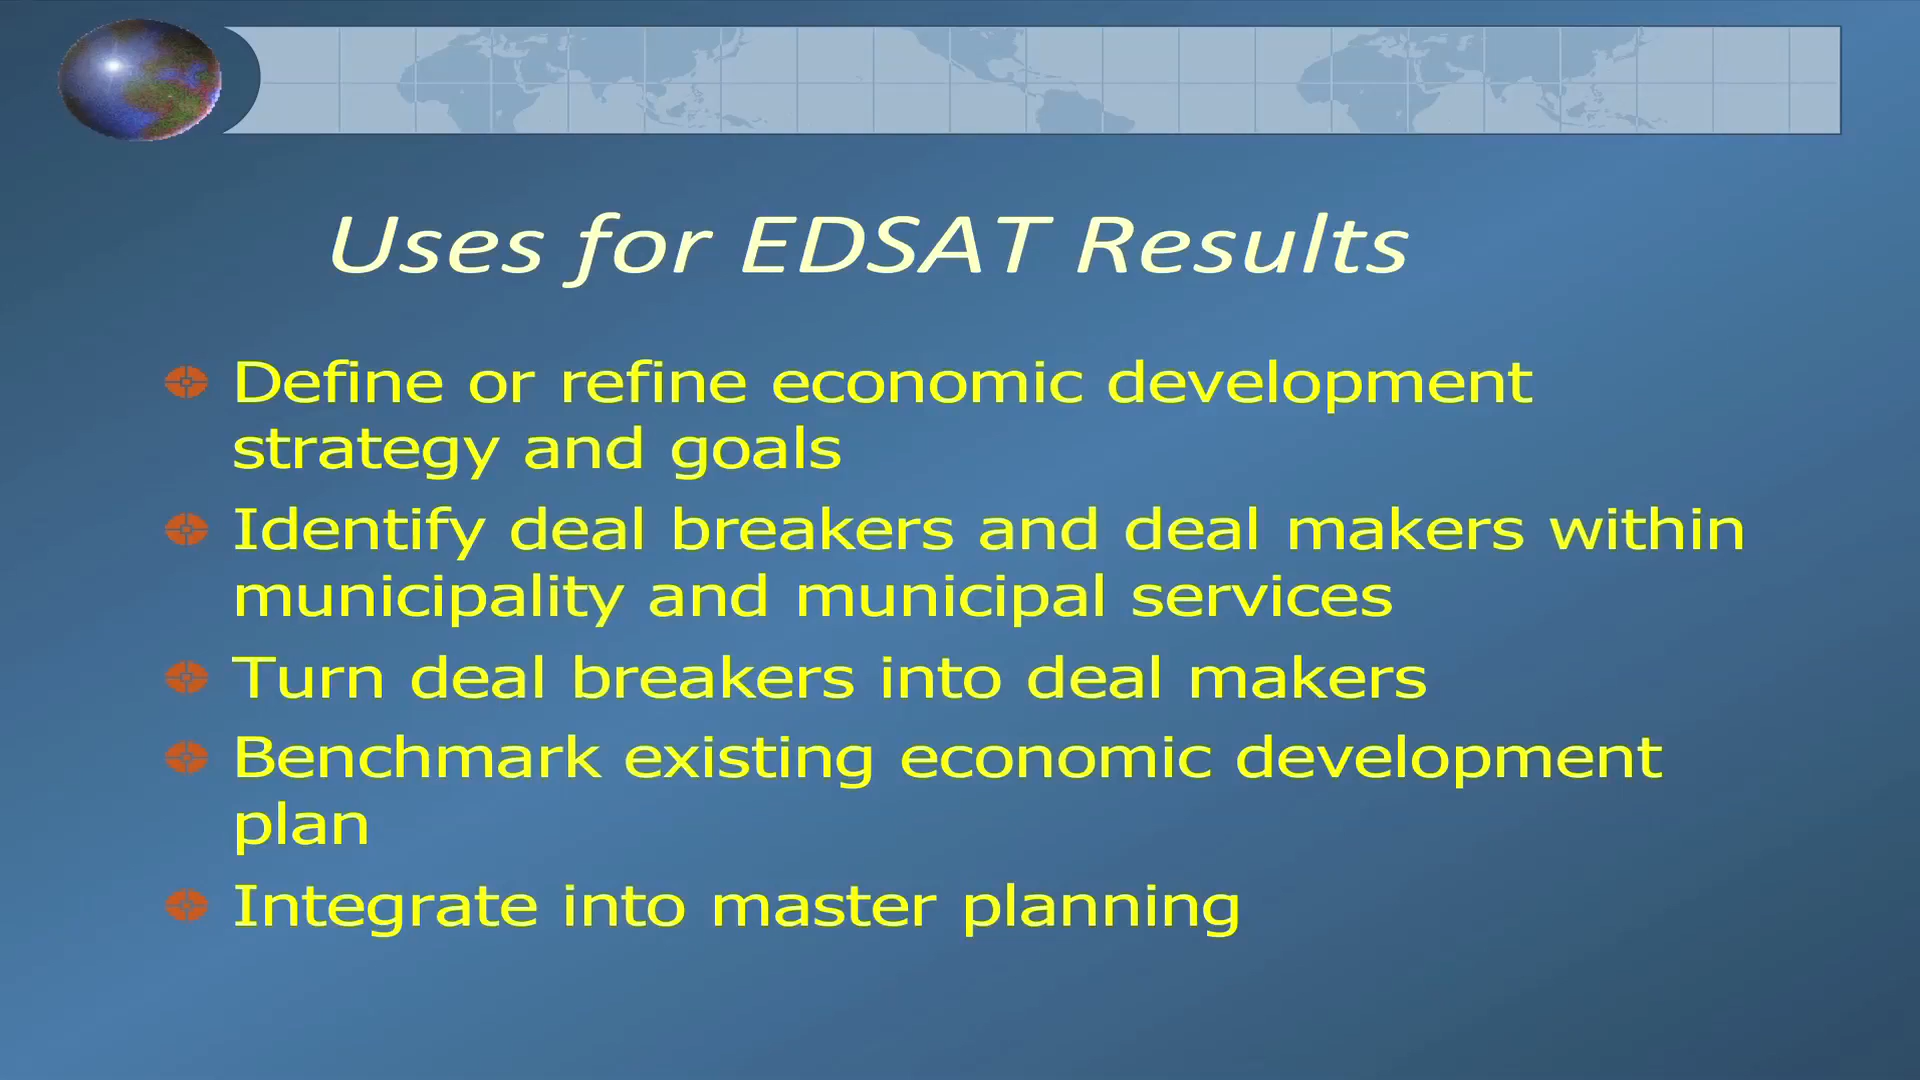 Uses for EDSAT Results
Define or refine economic development
strategy and goals
Identify deal breakers and deal makers within
municipality and municipal services
Turn deal breakers into deal makers
Benchmark existing economic development
plan
Integrate into master planning